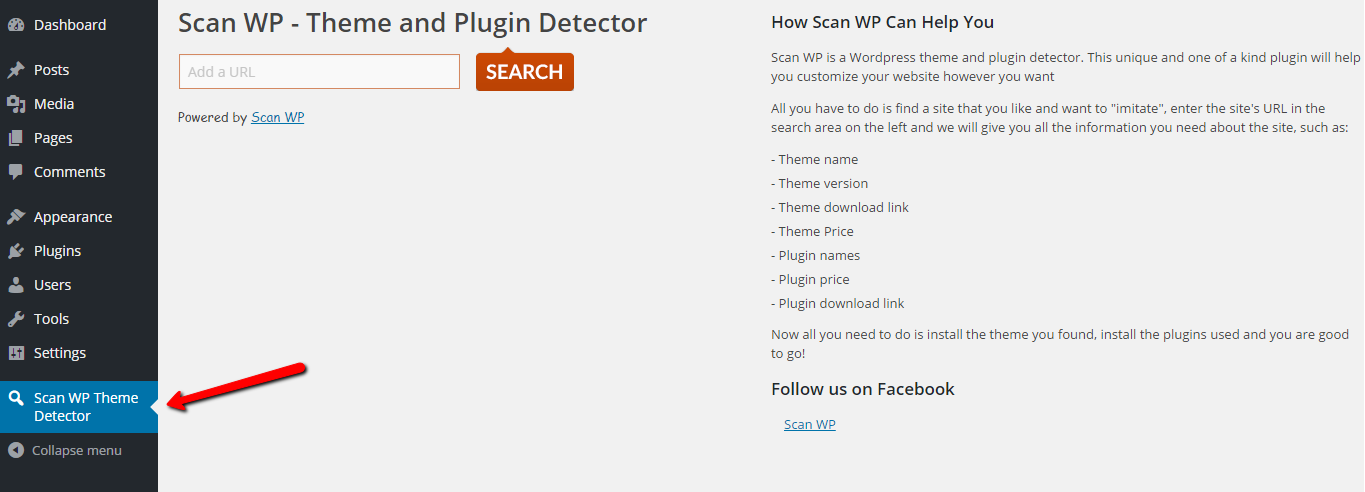 Dashboard
Posts
Media
Pages
Comments
Appearance
Plugins
Users
Tools
Settings
Scan WP Theme
Detector
Collapse menu
Scan WP - Theme and Plugin Detector
Add a URL
SEARCH
Powered by Scan WP
How Scan WP Can Help You
Scan WP is a Wordpress theme and plugin detector. This unique and one of a kind plugin will help
you customize your website however you want
All you have to do is find a site that you like and want to "imitate", enter the site's URL in the
search area on the left and we will give you all the information you need about the site, such as:
- Theme name
- Theme version
- Theme download link
- Theme Price
- Plugin names
- Plugin price
- Plugin download link
Now all you need to do is install the theme you found, install the plugins used and you are good
to go!
Follow us on Facebook
Scan WP